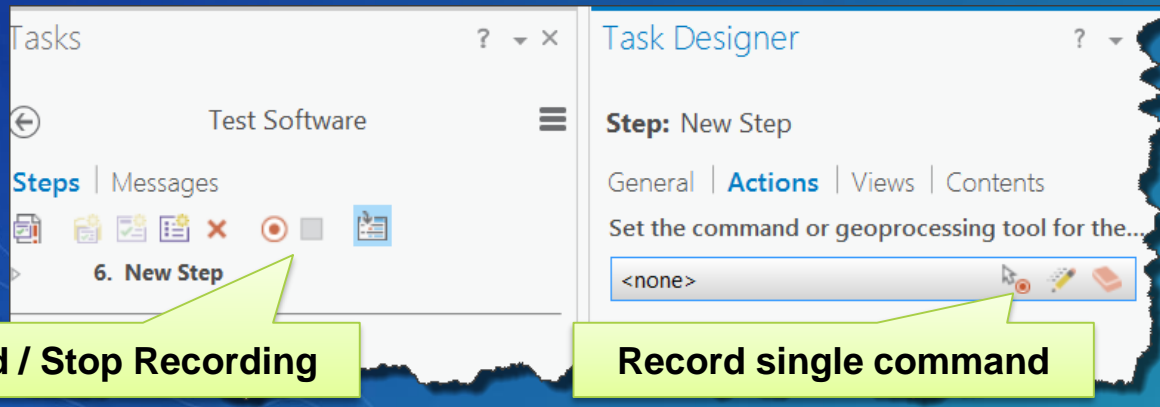 Tasks
Test Software
Steps | Messages
6. New Step
/ Stop Recording
Task Designer
Step: New Step
General | Actions | Views | Contents
Set the command or geoprocessing tool for the...
<none>
Record single command